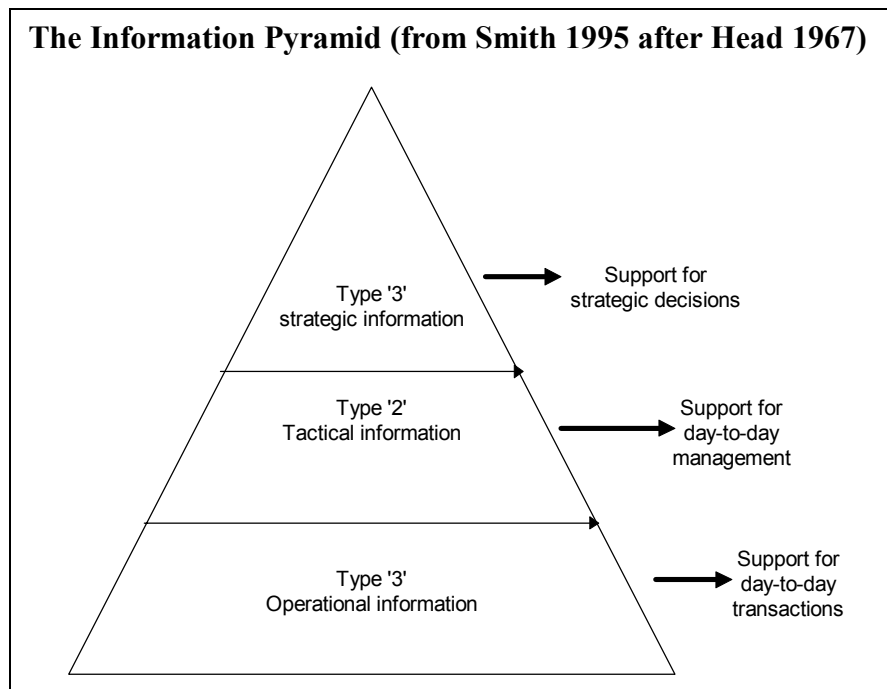 The Information Pyramid (from Smith 1995 after Head 1967)
Type '3'
strategic information
Support for
strategic decisions
Type '2'
Tactical information
Support for
day-to-day
management
Type '3'
Operational information
Support for
day-to-day
transactions